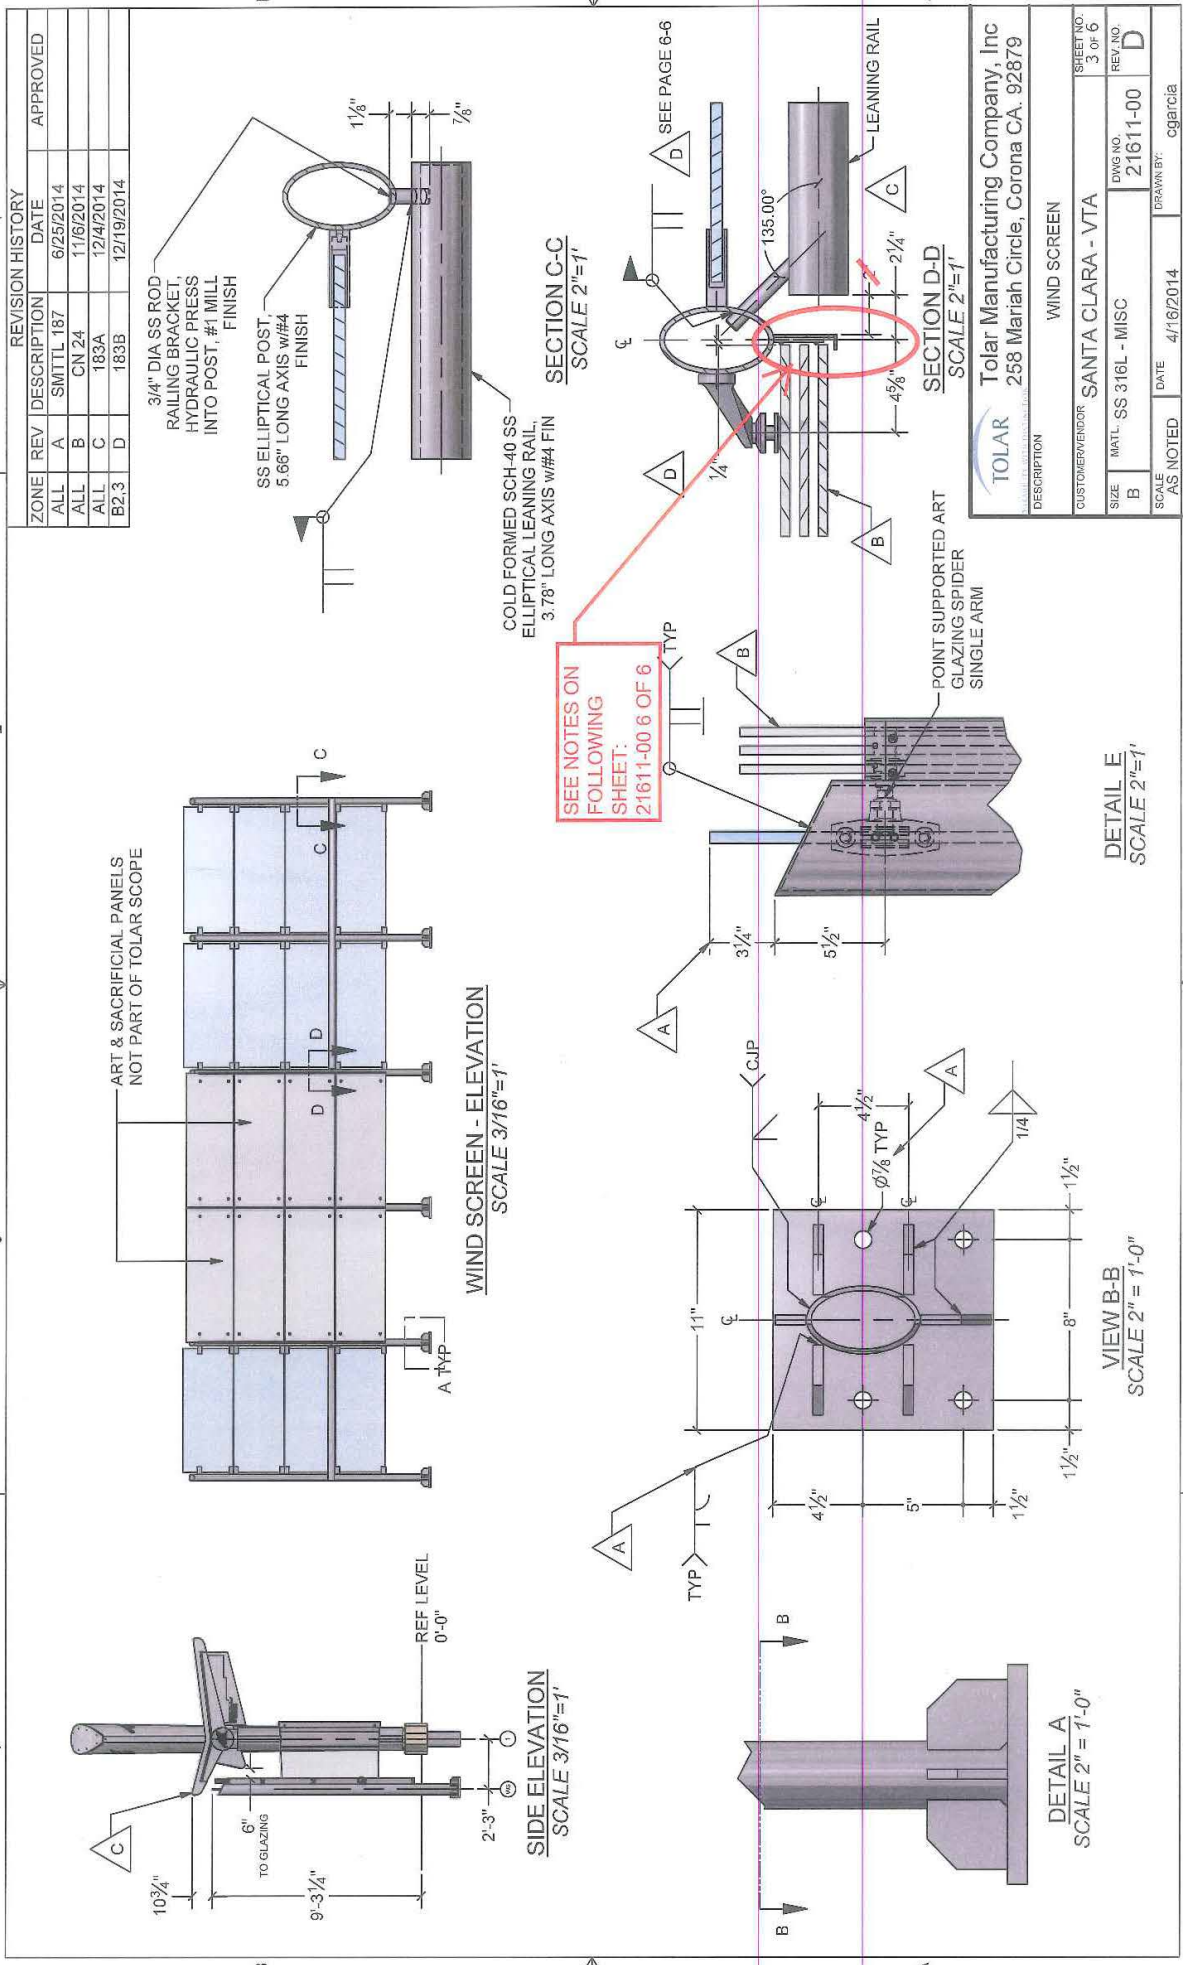 REVISION HISTORY
ZONE REV DESCRIPTION DATE APPROVED
ALL A SMTTL 187 6/25/2014
ALL B CN 24 11/6/2014
ALL C 183A 12/4/2014
B2,3 D 183B 12/19/2014
3/4" DIA SS ROD
RAILING BRACKET,
HYDRAULIC PRESS
INTO POST, #1 MILL
FINISH
SS ELLIPTICAL POST,
5.66" LONG AXIS w/#4
FINISH
COLD FORMED SCH-40 SS
ELLIPTICAL LEANING RAIL,
3.78" LONG AXIS w/#4 FIN
1⅛"
⅞"
SECTION C-C
SCALE 2"=1'
ART & SACRIFICIAL PANELS
NOT PART OF TOLAR SCOPE
C
C
D
D
A TYP
WIND SCREEN - ELEVATION
SCALE 3/16"=1'
C
10¾"
6"
TO GLAZING
9'-3¼"
2'-3"
REF LEVEL
0'-0"
SIDE ELEVATION
SCALE 3/16"=1'
B
B
DETAIL A
SCALE 2" = 1'-0"
A
TYP
11"
4½"
5"
1½"
1½"
8"
1½"
CJP
4½"
Ø⅞ TYP
A
1/4
VIEW B-B
SCALE 2" = 1'-0"
A
3¼"
5½"
TYP
B
POINT SUPPORTED ART
GLAZING SPIDER
SINGLE ARM
DETAIL E
SCALE 2"=1'
SEE NOTES ON
FOLLOWING
SHEET:
21611-00 6 OF 6
D
SEE PAGE 6-6
135.00°
LEANING RAIL
C
D
¼"
B
4⅝"
2¼"
SECTION D-D
SCALE 2"=1'
TOLAR
Tolar Manufacturing Company, Inc
258 Mariah Circle, Corona CA. 92879
DESCRIPTION
WIND SCREEN
CUSTOMER/VENDOR
SANTA CLARA - VTA
SHEET NO.
3 OF 6
SIZE
B
MATL.
SS 316L - MISC
DWG NO.
21611-00
REV. NO.
D
SCALE
AS NOTED
DATE
4/16/2014
DRAWN BY:
cgarcia